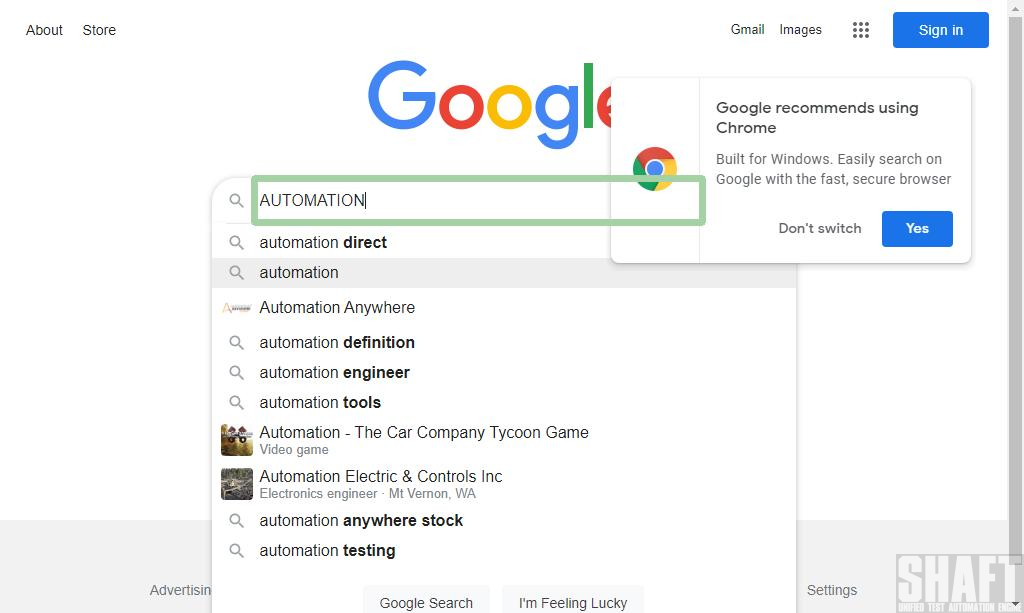 About Store Gmail Images Sign in
Google
Google recommends using
Chrome
Built for Windows. Easily search on
Google with the fast, secure browser
Don't switch Yes
AUTOMATION
automation direct
automation
Automation Anywhere
automation definition
automation engineer
automation tools
Automation - The Car Company Tycoon Game
Video game
Automation Electric & Controls Inc
Electronics engineer · Mt Vernon, WA
automation anywhere stock
automation testing
Advertisin Settings
Google Search I'm Feeling Lucky
SHAFT
UNIFIED TEST AUTOMATION ENGI